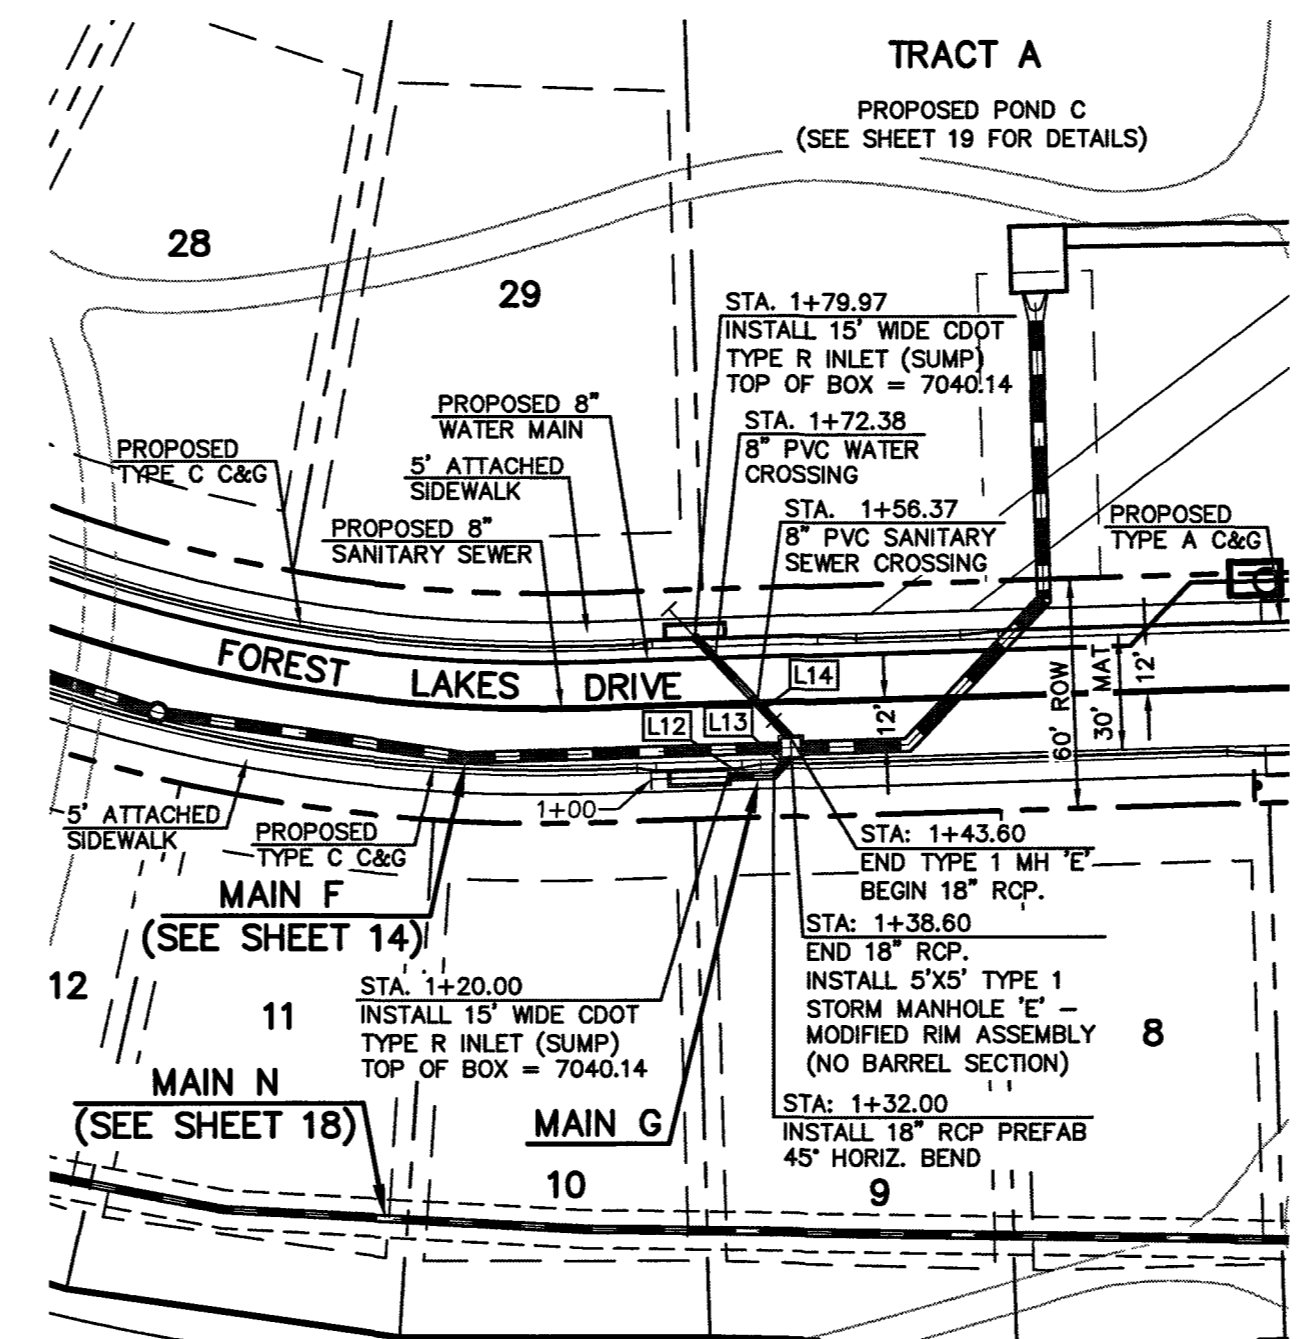 TRACT A
PROPOSED POND C
(SEE SHEET 19 FOR DETAILS)
28
29
STA. 1+79.97
INSTALL 15' WIDE CDOT
TYPE R INLET (SUMP)
TOP OF BOX = 7040.14
PROPOSED 8"
WATER MAIN
STA. 1+72.38
8" PVC WATER
CROSSING
PROPOSED
TYPE C C&G
5' ATTACHED
SIDEWALK
STA. 1+56.37
8" PVC SANITARY
SEWER CROSSING
PROPOSED 8"
SANITARY SEWER
PROPOSED
TYPE A C&G
FOREST LAKES DRIVE
L14
L12
L13
12'
60' ROW
30' MAT
12'
1+00
5' ATTACHED
SIDEWALK
PROPOSED
TYPE C C&G
STA: 1+43.60
END TYPE 1 MH 'E'
BEGIN 18" RCP.
MAIN F
(SEE SHEET 14)
STA: 1+38.60
END 18" RCP.
INSTALL 5'X5' TYPE 1
STORM MANHOLE 'E' –
MODIFIED RIM ASSEMBLY
(NO BARREL SECTION)
12
11
STA. 1+20.00
INSTALL 15' WIDE CDOT
TYPE R INLET (SUMP)
TOP OF BOX = 7040.14
8
MAIN N
(SEE SHEET 18)
MAIN G
STA: 1+32.00
INSTALL 18" RCP PREFAB
45° HORIZ. BEND
10
9